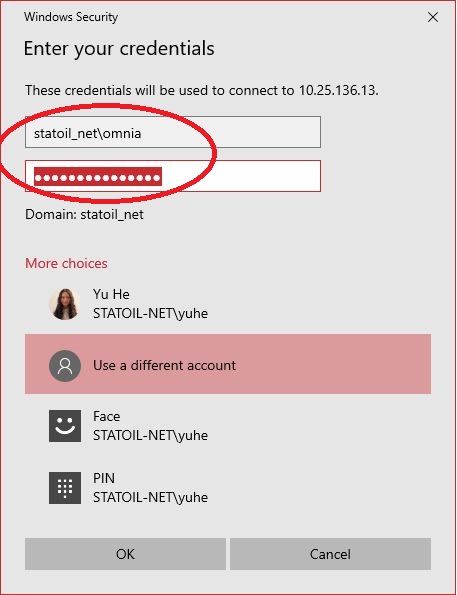 Windows Security
Enter your credentials
These credentials will be used to connect to 10.25.136.13.
statoil_net\omnia
●●●●●●●●●●●●●●●
Domain: statoil_net
More choices
Yu He
STATOIL-NET\yuhe
Use a different account
Face
STATOIL-NET\yuhe
PIN
STATOIL-NET\yuhe
OK
Cancel